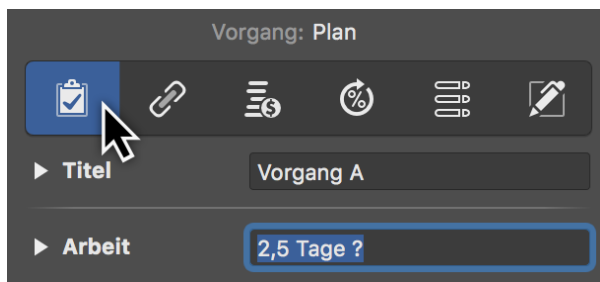 Vorgang: Plan
Titel Vorgang A
Arbeit 2,5 Tage ?